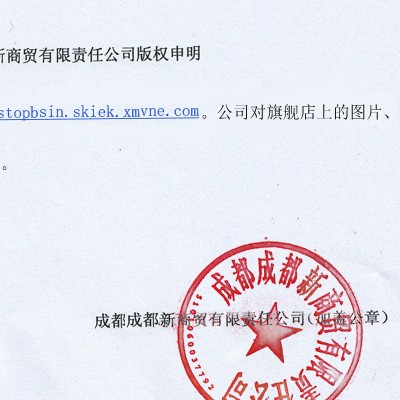 新商贸有限责任公司版权申明
stopbsin.skiek.xmvne.com。公司对旗舰店上的图片、
。
成都成都新商贸有限责任公司(加盖公章)
成都成都新商贸有限责任公司